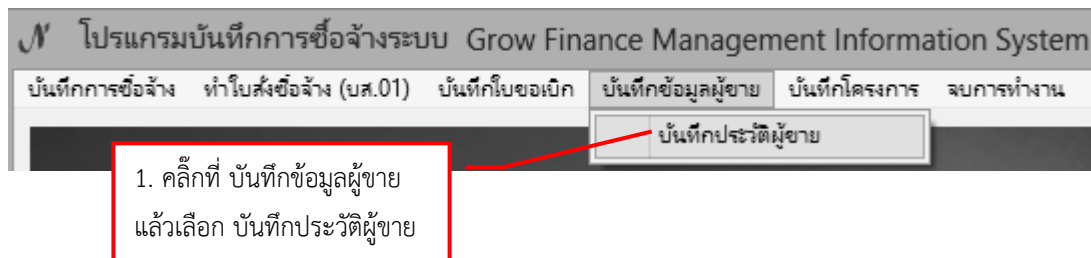 N โปรแกรมบันทึกการซื้อจ้างระบบ Grow Finance Management Information System
บันทึกการซื้อจ้าง ทำใบสั่งซื้อจ้าง (บส.01) บันทึกใบขอเบิก บันทึกข้อมูลผู้ขาย บันทึกโครงการ จบการทำงาน
บันทึกประวัติผู้ขาย
1. คลิ๊กที่ บันทึกข้อมูลผู้ขาย
แล้วเลือก บันทึกประวัติผู้ขาย